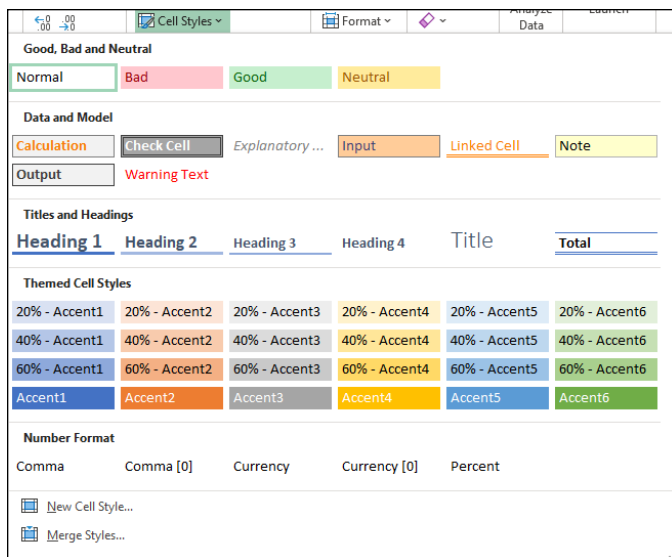 Cell Styles
Format
Data
Good, Bad and Neutral
Normal Bad Good Neutral
Data and Model
Calculation Check Cell Explanatory ... Input Linked Cell Note
Output Warning Text
Titles and Headings
Heading 1 Heading 2 Heading 3 Heading 4 Title Total
Themed Cell Styles
20% - Accent1 20% - Accent2 20% - Accent3 20% - Accent4 20% - Accent5 20% - Accent6
40% - Accent1 40% - Accent2 40% - Accent3 40% - Accent4 40% - Accent5 40% - Accent6
60% - Accent1 60% - Accent2 60% - Accent3 60% - Accent4 60% - Accent5 60% - Accent6
Accent1 Accent2 Accent3 Accent4 Accent5 Accent6
Number Format
Comma Comma [0] Currency Currency [0] Percent
New Cell Style...
Merge Styles...